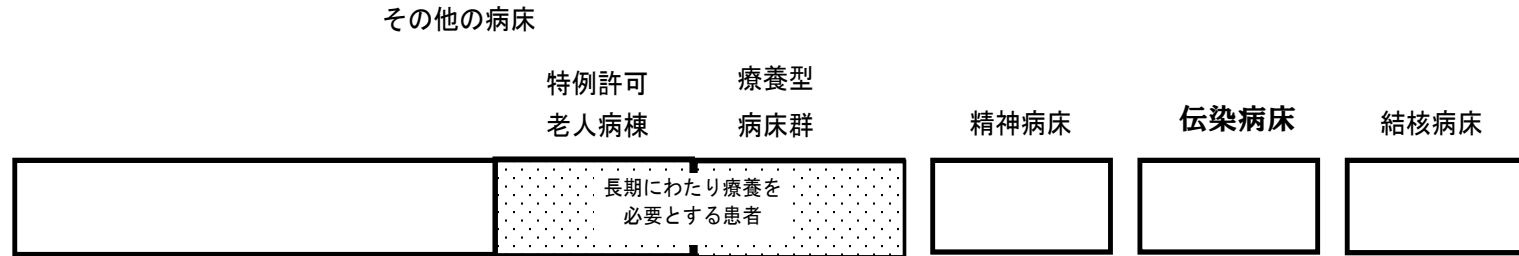 その他の病床
特例許可
老人病棟
療養型
病床群
精神病床
伝染病床
結核病床
長期にわたり療養を
必要とする患者